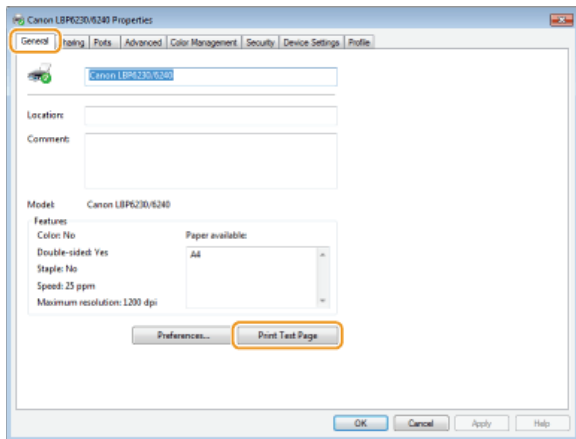 Canon LBP6230/6240 Properties
General haring Ports Advanced Color Management Security Device Settings Profile
Canon LBP6230/6240
Location:
Comment:
Model: Canon LBP6230/6240
Features
Color: No Paper available:
Double-sided: Yes A4
Staple: No
Speed: 25 ppm
Maximum resolution: 1200 dpi
Preferences... Print Test Page
OK Cancel Apply Help